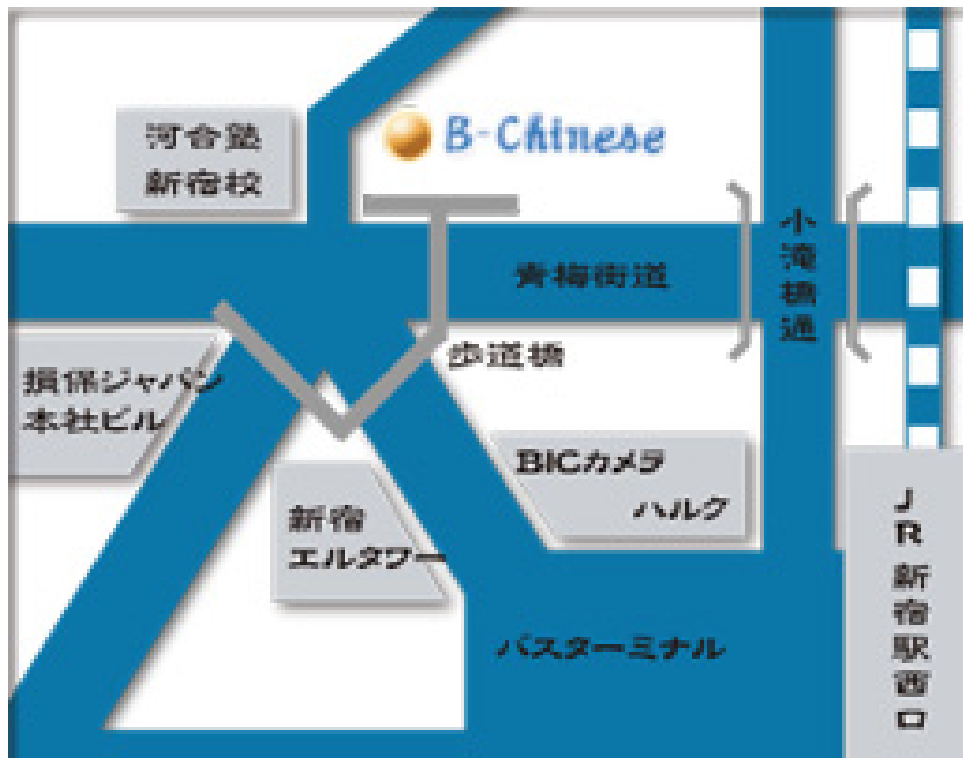 河合塾
新宿校
B-Chinese
青梅街道
小滝橋通
歩道橋
損保ジャパン
本社ビル
BICカメラ
ハルク
新宿
エルタワー
バスターミナル
JR新宿駅西口